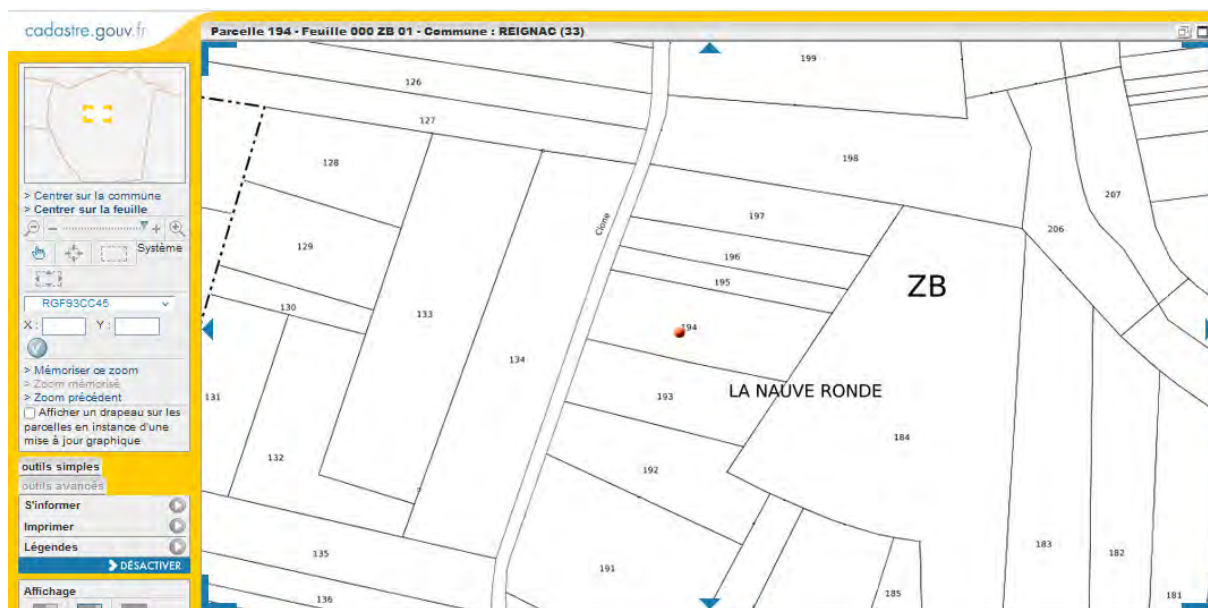 cadastre.gouv.fr
Parcelle 194 - Feuille 000 ZB 01 - Commune : REIGNAC (33)
> Centrer sur la commune
> Centrer sur la feuille
Système
RGF93CC45
X :
Y :
> Mémoriser ce zoom
> Zoom mémorisé
> Zoom précédent
Afficher un drapeau sur les
parcelles en instance d'une
mise à jour graphique
outils simples
outils avancés
S'informer
Imprimer
Légendes
DÉSACTIVER
Affichage
199
126
127
128
198
207
197
206
Cione
129
196
195
ZB
130
133
194
134
LA NAUVE RONDE
131
193
184
132
192
135
191
183
182
136
185
181